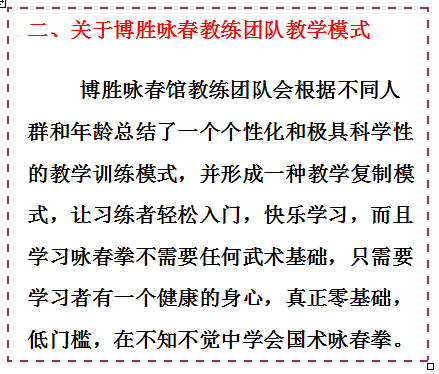 二、关于博胜咏春教练团队教学模式
博胜咏春馆教练团队会根据不同人
群和年龄总结了一个个性化和极具科学性
的教学训练模式，并形成一种教学复制模
式，让习练者轻松入门，快乐学习，而且
学习咏春拳不需要任何武术基础，只需要
学习者有一个健康的身心，真正零基础，
低门槛，在不知不觉中学会国术咏春拳。